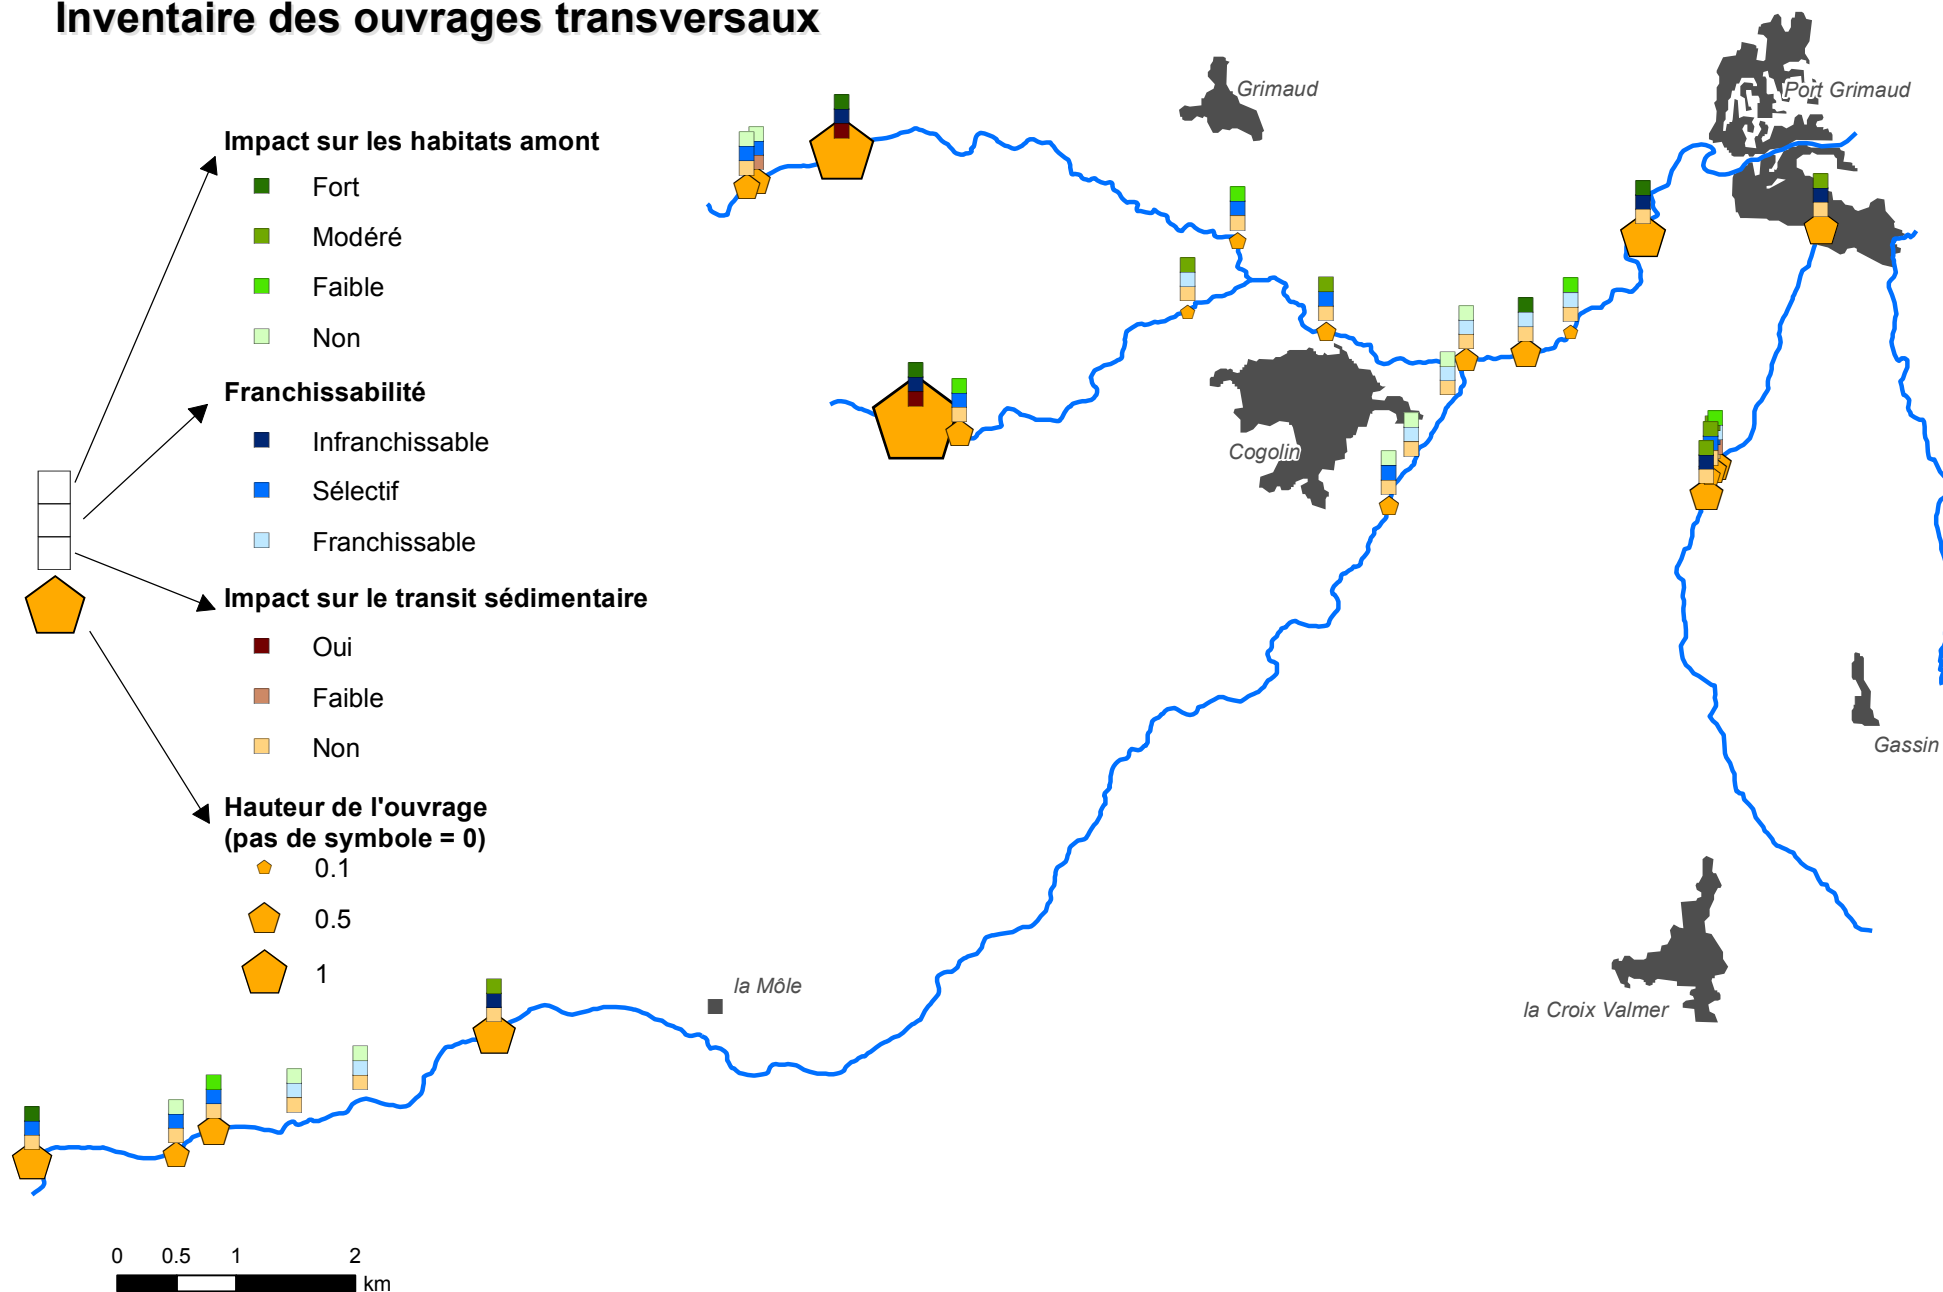 Inventaire des ouvrages transversaux
Impact sur les habitats amont
Fort
Modéré
Faible
Non
Franchissabilité
Infranchissable
Sélectif
Franchissable
Impact sur le transit sédimentaire
Oui
Faible
Non
Hauteur de l'ouvrage
(pas de symbole = 0)
0.1
0.5
1
Grimaud
Port Grimaud
Cogolin
Gassin
la Môle
la Croix Valmer
0 0.5 1 2
km